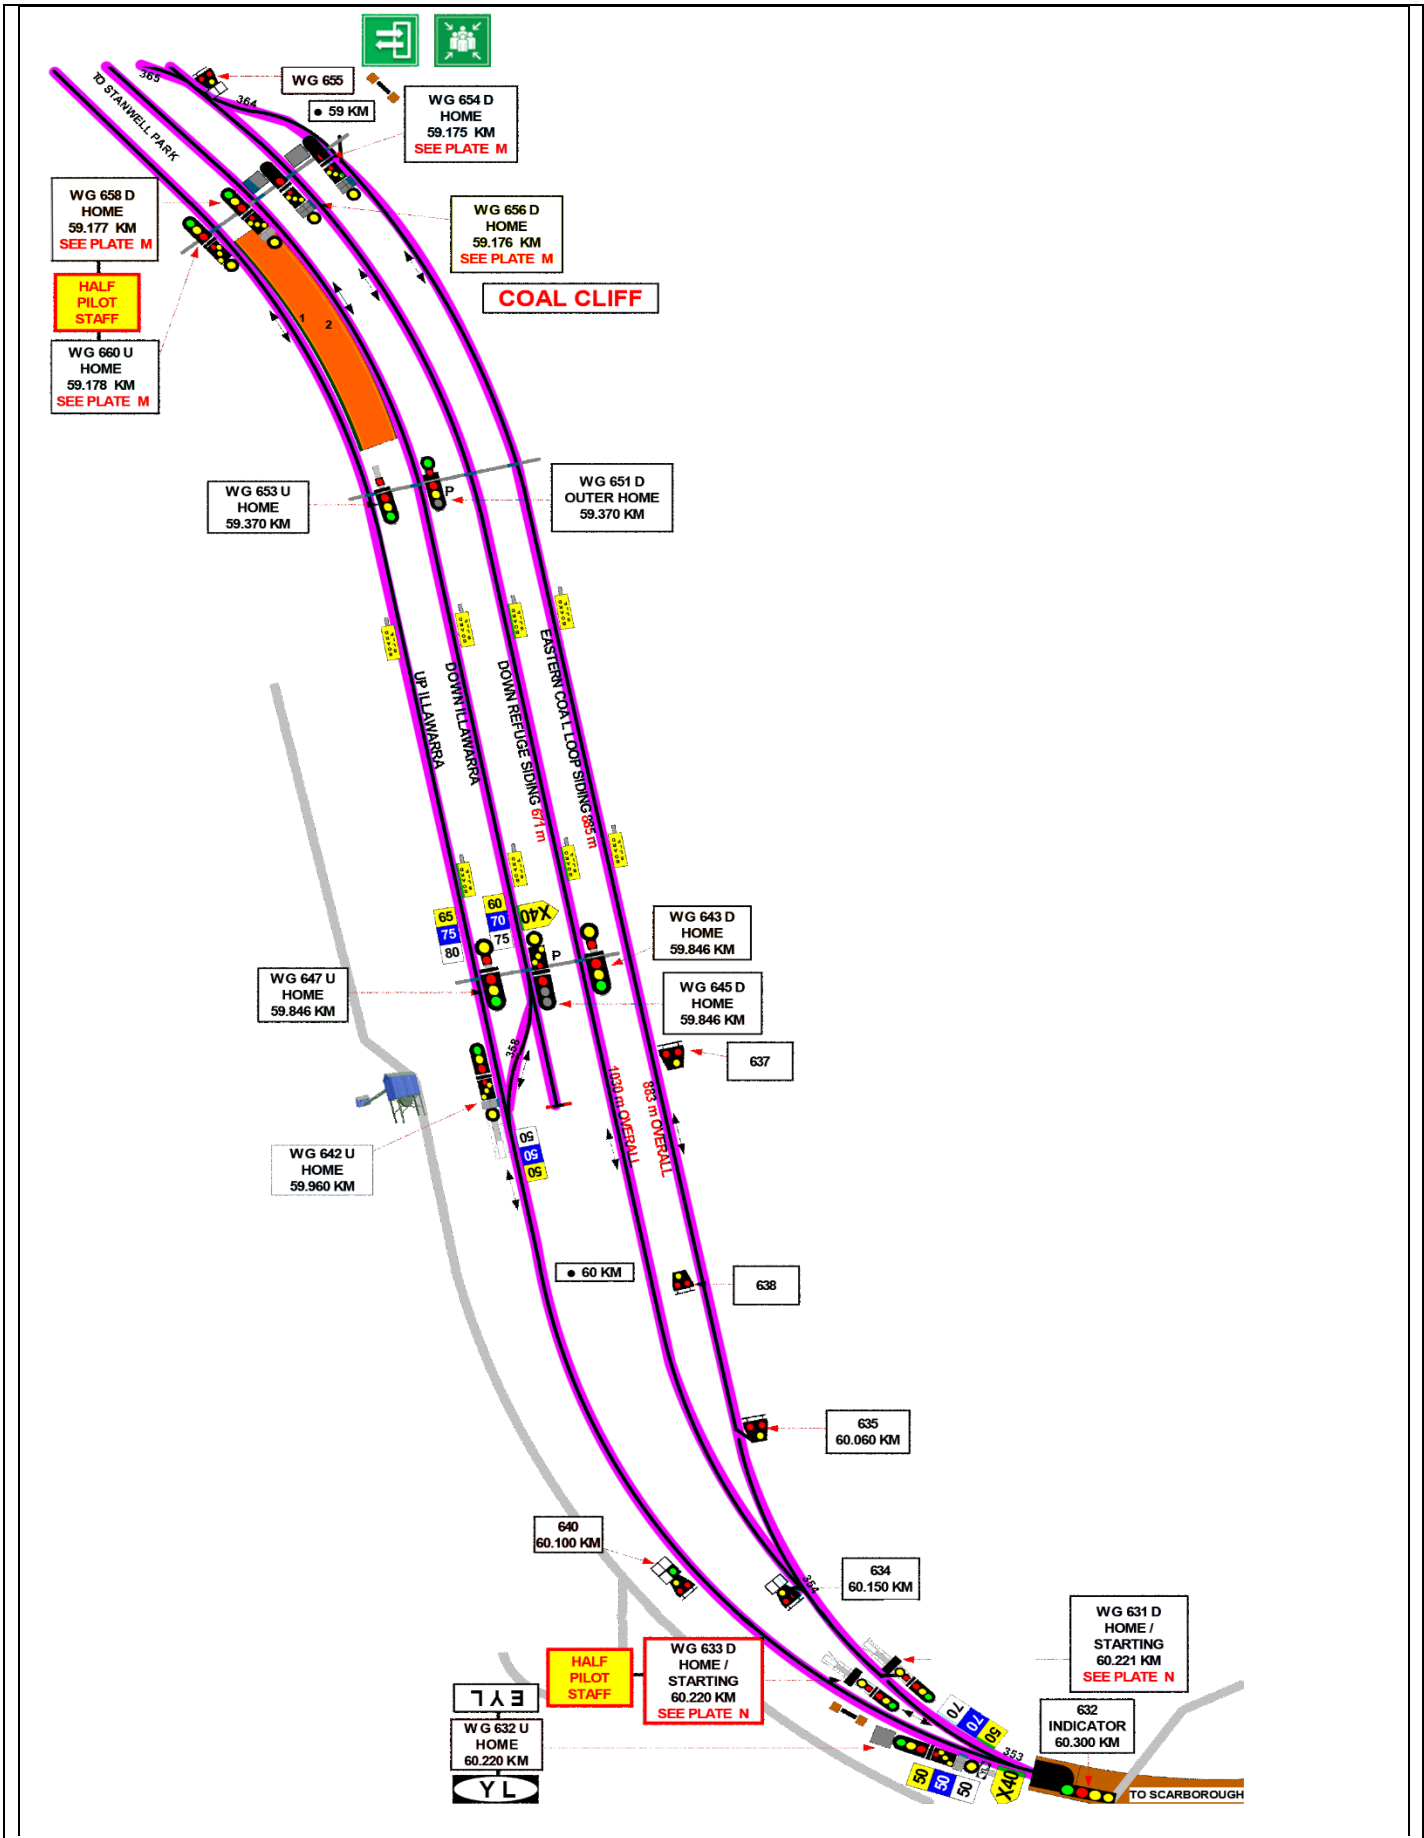 WG 655
365
364
TO STANWELL PARK
● 59 KM
WG 654 D
HOME
59.175 KM
SEE PLATE M
WG 658 D
HOME
59.177 KM
SEE PLATE M
WG 656 D
HOME
59.176 KM
SEE PLATE M
HALF
PILOT
STAFF
COAL CLIFF
1
2
WG 660 U
HOME
59.178 KM
SEE PLATE M
WG 653 U
HOME
59.370 KM
P
WG 651 D
OUTER HOME
59.370 KM
UP ILLAWARRA
DOWN ILLAWARRA
DOWN REFUGE SIDING 671 m
EASTERN COAL LOOP SIDING 885 m
65
75
80
60
70
75
X40
WG 643 D
HOME
59.846 KM
P
WG 647 U
HOME
59.846 KM
WG 645 D
HOME
59.846 KM
358
637
1030 m OVERALL
883 m OVERALL
50
50
50
WG 642 U
HOME
59.960 KM
● 60 KM
638
635
60.060 KM
640
60.100 KM
634
60.150 KM
354
WG 631 D
HOME /
STARTING
60.221 KM
SEE PLATE N
HALF
PILOT
STAFF
WG 633 D
HOME /
STARTING
60.220 KM
SEE PLATE N
EYL
WG 632 U
HOME
60.220 KM
YL
70
70
50
353
632
INDICATOR
60.300 KM
50
50
50
X40
TO SCARBOROUGH